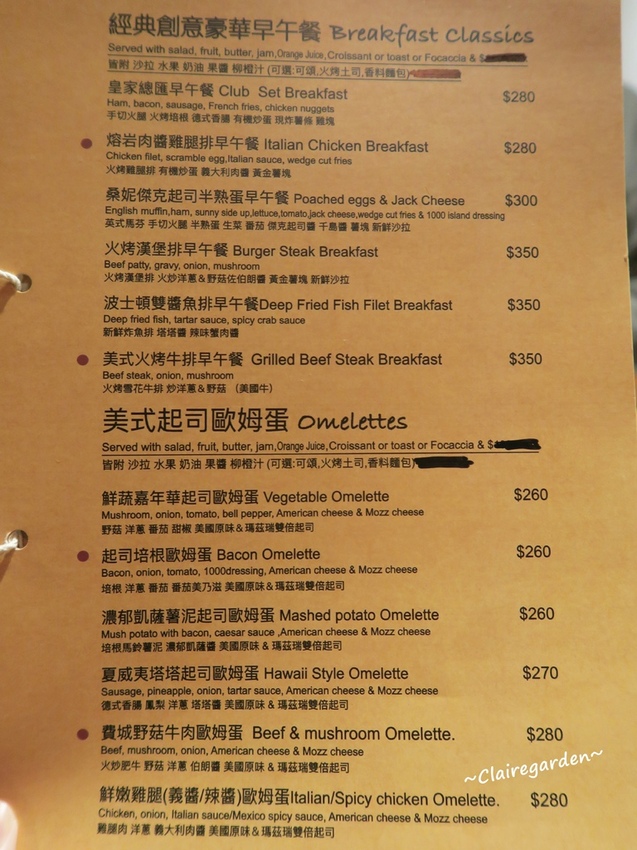 經典創意豪華早午餐 Breakfast Classics
Served with salad, fruit, butter, jam,Orange Juice,Croissant or toast or Focaccia & $
皆附 沙拉 水果 奶油 果醬 柳橙汁 (可選:可頌,火烤土司,香料麵包)
皇家總匯早午餐 Club Set Breakfast $280
Ham, bacon, sausage, French fries, chicken nuggets
手切火腿 火烤培根 德式香腸 有機炒蛋 現炸薯條 雞塊
熔岩肉醬雞腿排早午餐 Italian Chicken Breakfast $280
Chicken filet, scramble egg,Italian sauce, wedge cut fries
火烤雞腿排 有機炒蛋 義大利肉醬 黃金薯塊
桑妮傑克起司半熟蛋早午餐 Poached eggs & Jack Cheese $300
English muffin,ham, sunny side up,lettuce,tomato,jack cheese,wedge cut fries & 1000 island dressing
英式馬芬 手切火腿 半熟蛋 生菜 番茄 傑克起司醬 千島醬 薯塊 新鮮沙拉
火烤漢堡排早午餐 Burger Steak Breakfast $350
Beef patty, gravy, onion, mushroom
火烤漢堡排 火炒洋蔥&野菇佐伯朗醬 黃金薯塊 新鮮沙拉
波士頓雙醬魚排早午餐Deep Fried Fish Filet Breakfast $350
Deep fried fish, tartar sauce, spicy crab sauce
新鮮炸魚排 塔塔醬 辣味蟹肉醬
美式火烤牛排早午餐 Grilled Beef Steak Breakfast $350
Beef steak, onion, mushroom
火烤雪花牛排 炒洋蔥&野菇 (美國牛)
美式起司歐姆蛋 Omelettes
Served with salad, fruit, butter, jam,Orange Juice,Croissant or toast or Focaccia & $
皆附 沙拉 水果 奶油 果醬 柳橙汁 (可選:可頌,火烤土司,香料麵包)
鮮蔬嘉年華起司歐姆蛋 Vegetable Omelette $260
Mushroom, onion, tomato, bell pepper, American cheese & Mozz cheese
野菇 洋蔥 番茄 甜椒 美國原味&瑪茲瑞雙倍起司
起司培根歐姆蛋 Bacon Omelette $260
Bacon, onion, tomato, 1000dressing, American cheese & Mozz cheese
培根 洋蔥 番茄 番茄美乃滋 美國原味&瑪茲瑞雙倍起司
濃郁凱薩薯泥起司歐姆蛋 Mashed potato Omelette $260
Mush potato with bacon, caesar sauce ,American cheese & Mozz cheese
培根馬鈴薯泥 濃郁凱薩醬 美國原味 & 瑪茲瑞雙倍起司
夏威夷塔塔起司歐姆蛋 Hawaii Style Omelette $270
Sausage, pineapple, onion, tartar sauce, American cheese & Mozz cheese
德式香腸 鳳梨 洋蔥 塔塔醬 美國原味 & 瑪茲瑞雙倍起司
費城野菇牛肉歐姆蛋 Beef & mushroom Omelette. $280
Beef, mushroom, onion, American cheese & Mozz cheese
火炒肥牛 野菇 洋蔥 伯朗醬 美國原味 & 瑪茲瑞雙倍起司
~Clairegarden~
鮮嫩雞腿(義醬/辣醬)歐姆蛋Italian/Spicy chicken Omelette. $280
Chicken, onion, Italian sauce/Mexico spicy sauce, American cheese & Mozz cheese
雞腿肉 洋蔥 義大利肉醬 美國原味&瑪茲瑞雙倍起司